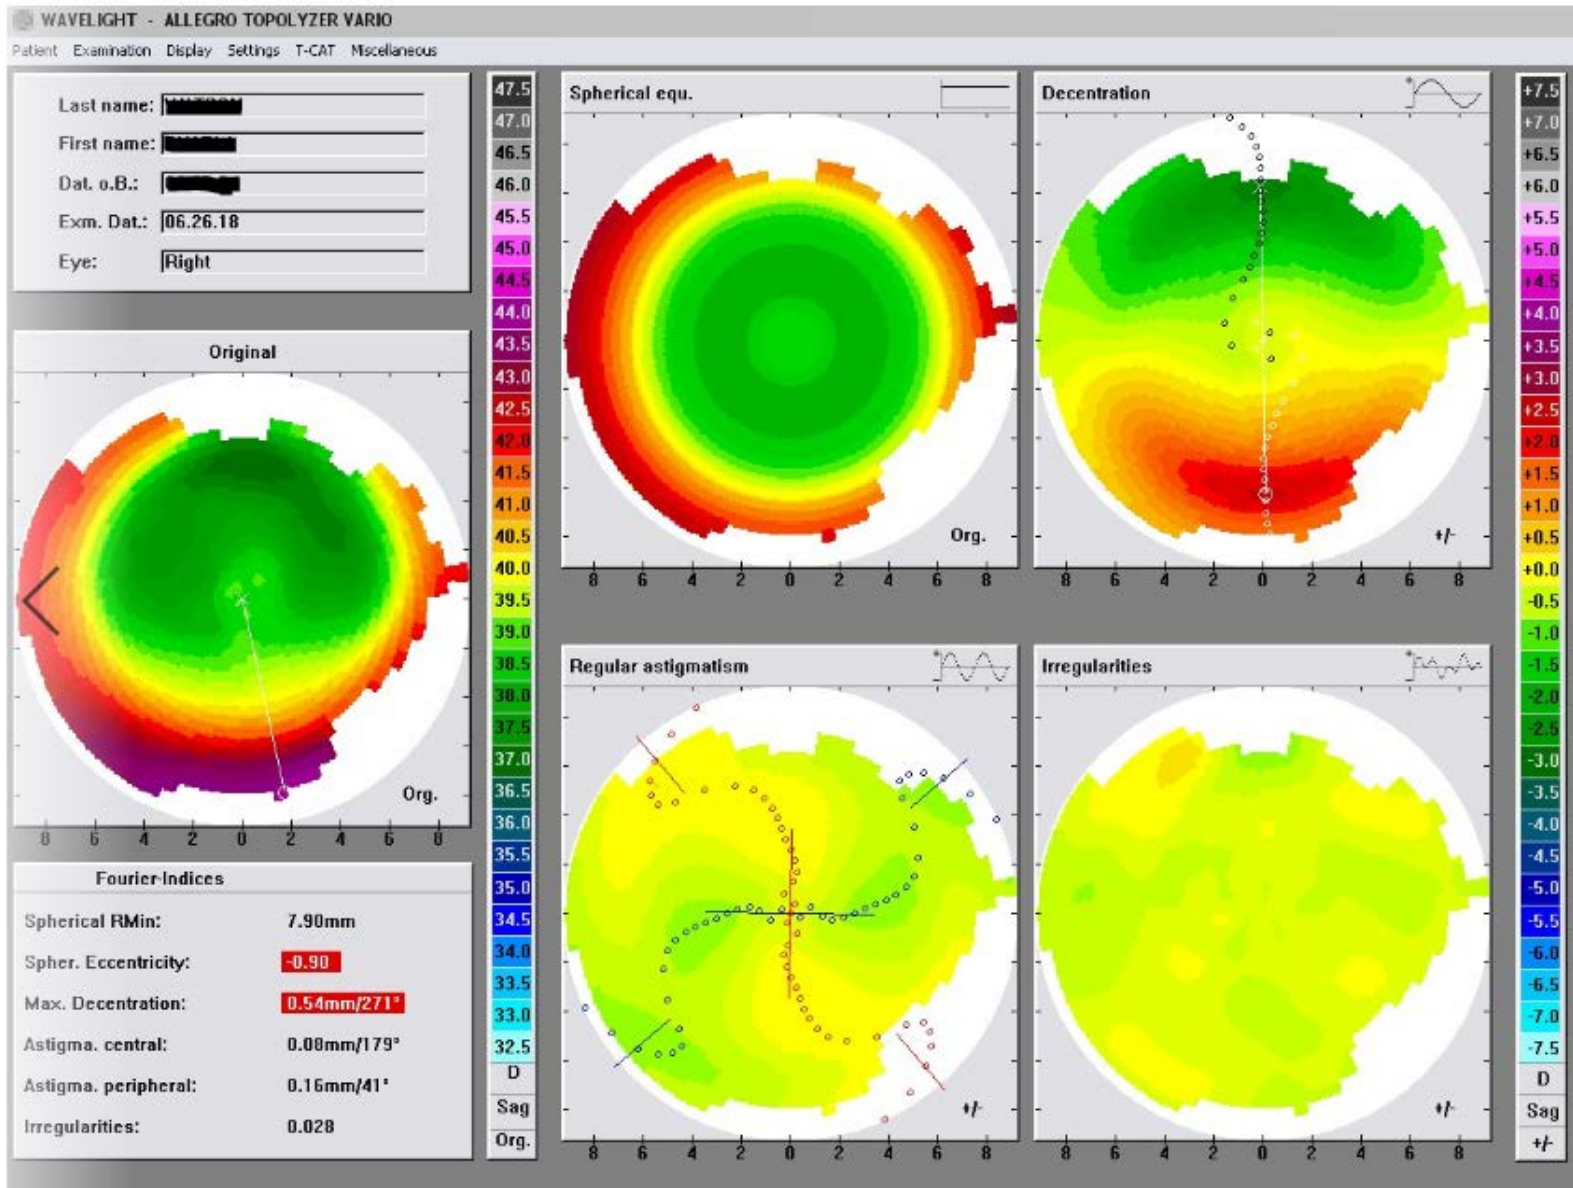 WAVELIGHT - ALLEGRO TOPOLYZER VARIO
Patient Examination Display Settings T-CAT Miscellaneous
Last name:
First name:
Dat. o.B.:
Exm. Dat.: 06.26.18
Eye: Right
Original
Org.
8 6 4 2 0 2 4 6 8
Fourier-Indices
Spherical RMin: 7.90mm
Spher. Eccentricity: -0.90
Max. Decentration: 0.54mm/271°
Astigma. central: 0.08mm/179°
Astigma. peripheral: 0.16mm/41°
Irregularities: 0.028
47.5
47.0
46.5
46.0
45.5
45.0
44.5
44.0
43.5
43.0
42.5
42.0
41.5
41.0
40.5
40.0
39.5
39.0
38.5
38.0
37.5
37.0
36.5
36.0
35.5
35.0
34.5
34.0
33.5
33.0
32.5
D
Sag
Org.
Spherical equ.
Org.
8 6 4 2 0 2 4 6 8
Decentration
+/-
8 6 4 2 0 2 4 6 8
Regular astigmatism
+/-
8 6 4 2 0 2 4 6 8
Irregularities
+/-
8 6 4 2 0 2 4 6 8
+7.5
+7.0
+6.5
+6.0
+5.5
+5.0
+4.5
+4.0
+3.5
+3.0
+2.5
+2.0
+1.5
+1.0
+0.5
+0.0
-0.5
-1.0
-1.5
-2.0
-2.5
-3.0
-3.5
-4.0
-4.5
-5.0
-5.5
-6.0
-6.5
-7.0
-7.5
D
Sag
+/-